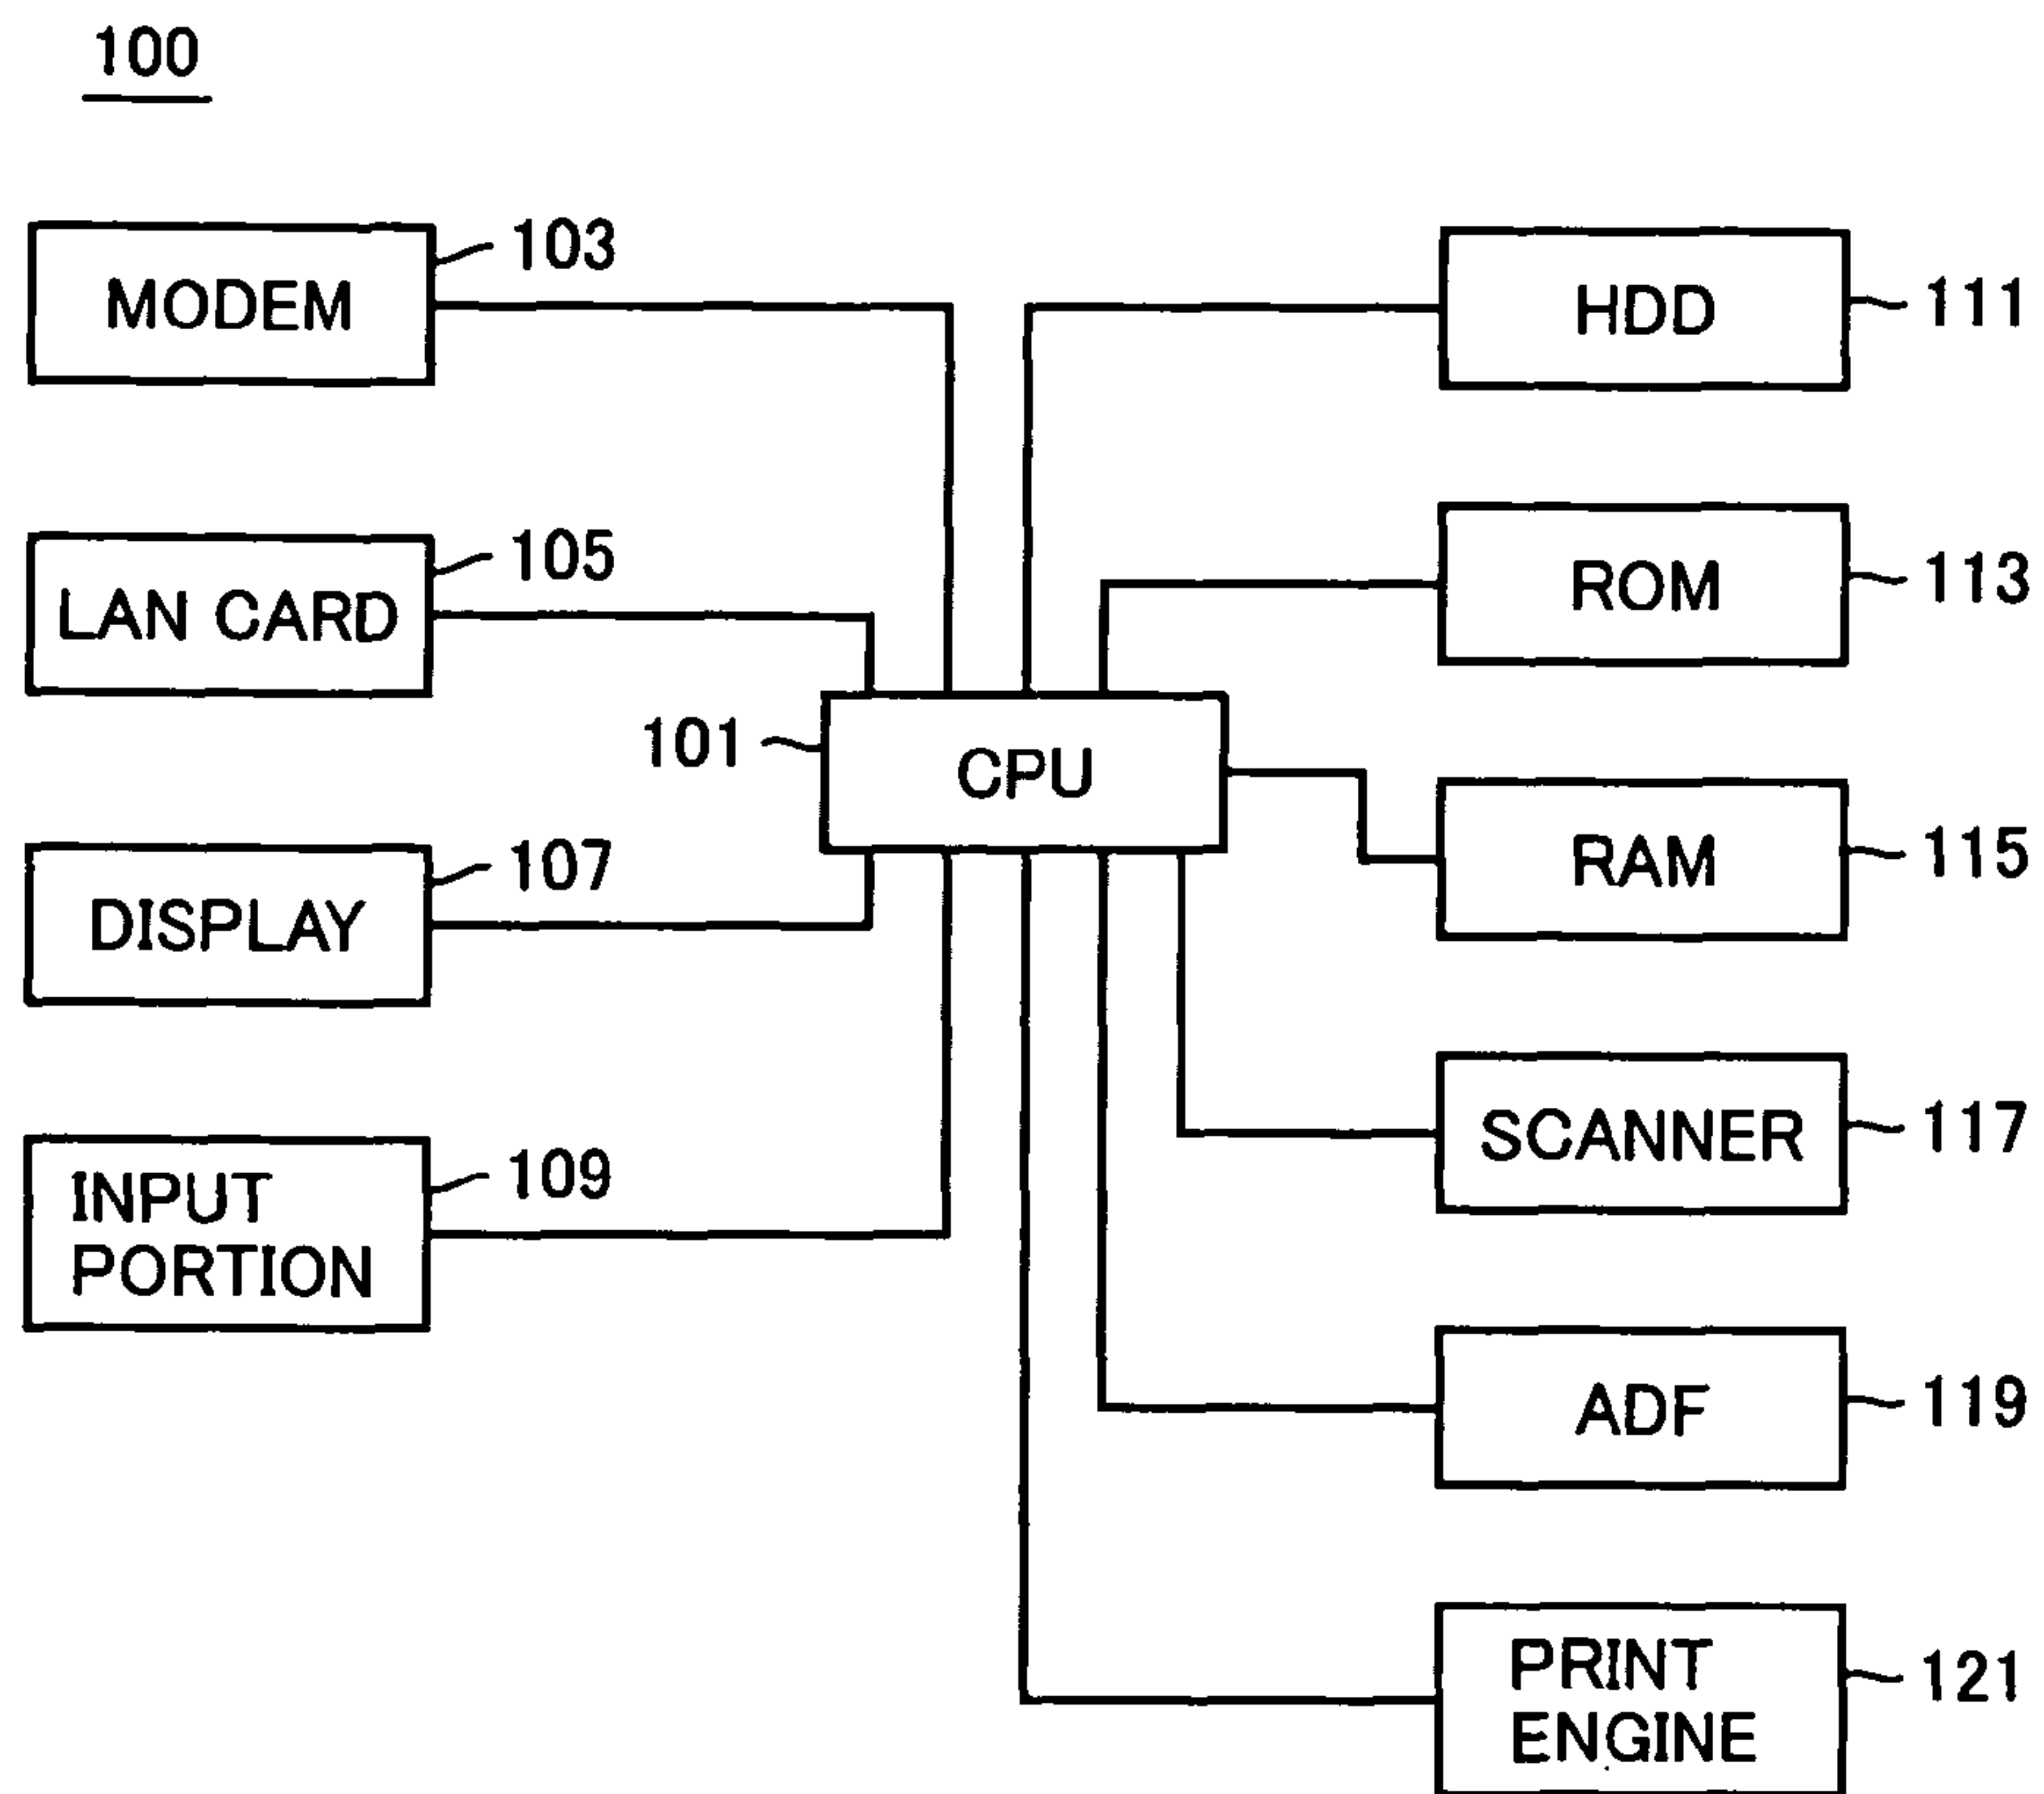 100
MODEM
103
HDD
111
LAN CARD
105
ROM
113
101
CPU
DISPLAY
107
RAM
115
INPUT
PORTION
109
SCANNER
117
ADF
119
PRINT
ENGINE
121